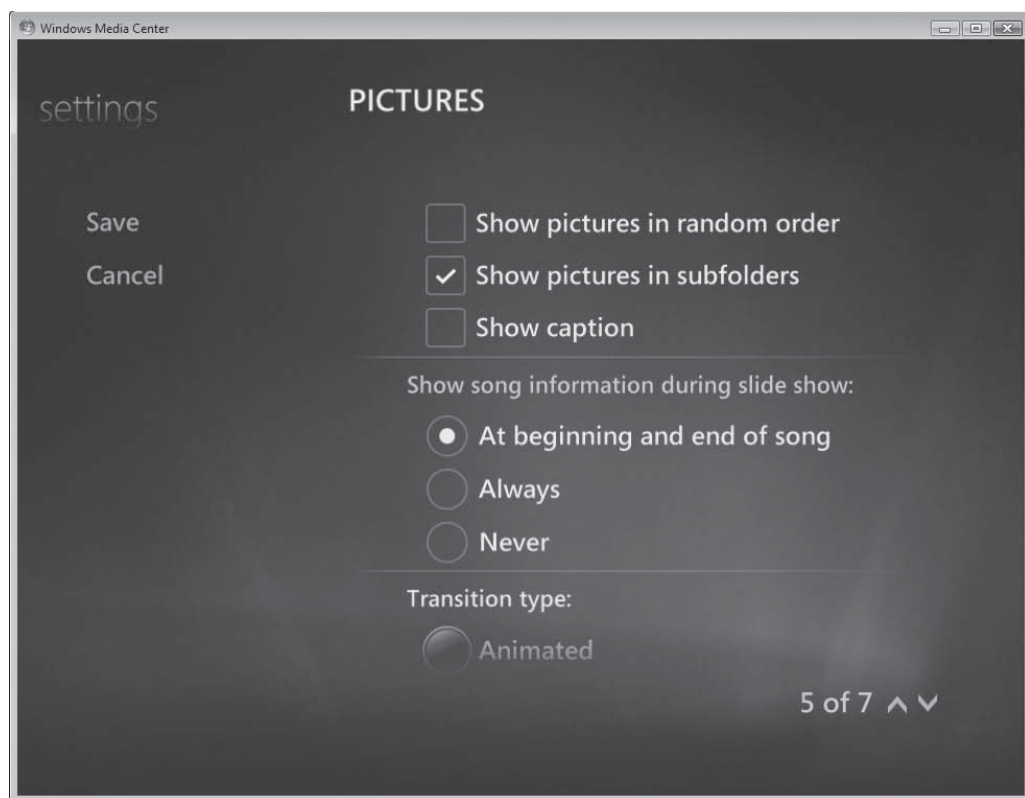 Windows Media Center
settings
PICTURES
Save
Cancel
Show pictures in random order
Show pictures in subfolders
Show caption
Show song information during slide show:
At beginning and end of song
Always
Never
Transition type:
Animated
5 of 7